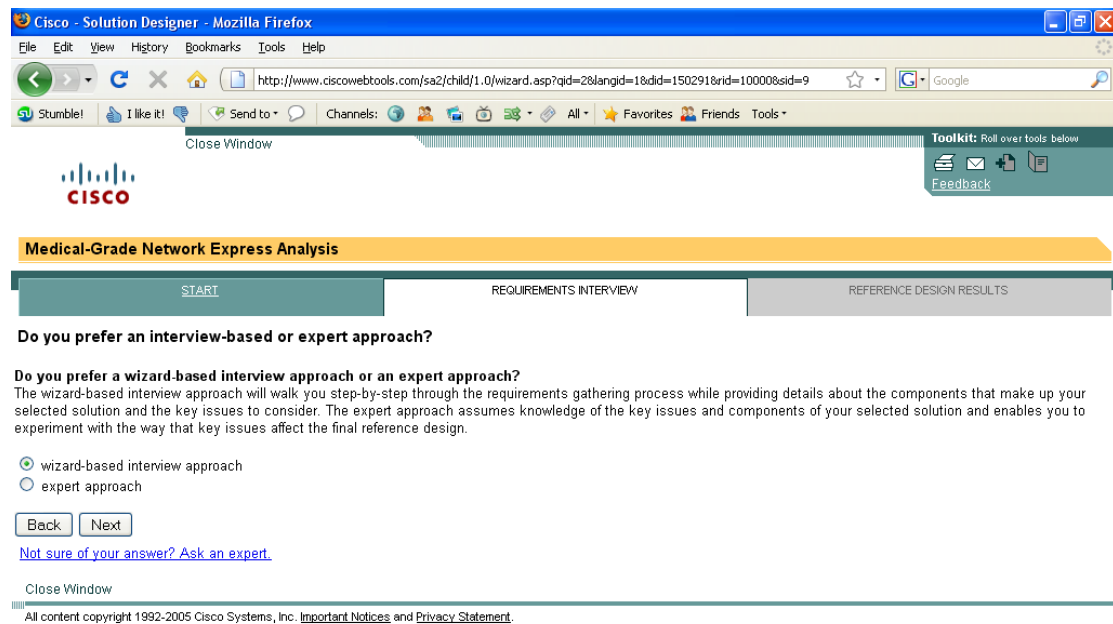 Cisco - Solution Designer - Mozilla Firefox
File Edit View History Bookmarks Tools Help
http://www.ciscowebtools.com/sa2/child/1.0/wizard.asp?qid=2&langid=1&did=150291&rid=10000&sid=9
G Google
Stumble! I like it! Send to Channels: All Favorites Friends Tools
Close Window
Toolkit: Roll over tools below
Feedback
CISCO
Medical-Grade Network Express Analysis
START REQUIREMENTS INTERVIEW REFERENCE DESIGN RESULTS
Do you prefer an interview-based or expert approach?
Do you prefer a wizard-based interview approach or an expert approach?
The wizard-based interview approach will walk you step-by-step through the requirements gathering process while providing details about the components that make up your
selected solution and the key issues to consider. The expert approach assumes knowledge of the key issues and components of your selected solution and enables you to
experiment with the way that key issues affect the final reference design.
wizard-based interview approach
expert approach
Back Next
Not sure of your answer? Ask an expert.
Close Window
All content copyright 1992-2005 Cisco Systems, Inc. Important Notices and Privacy Statement.